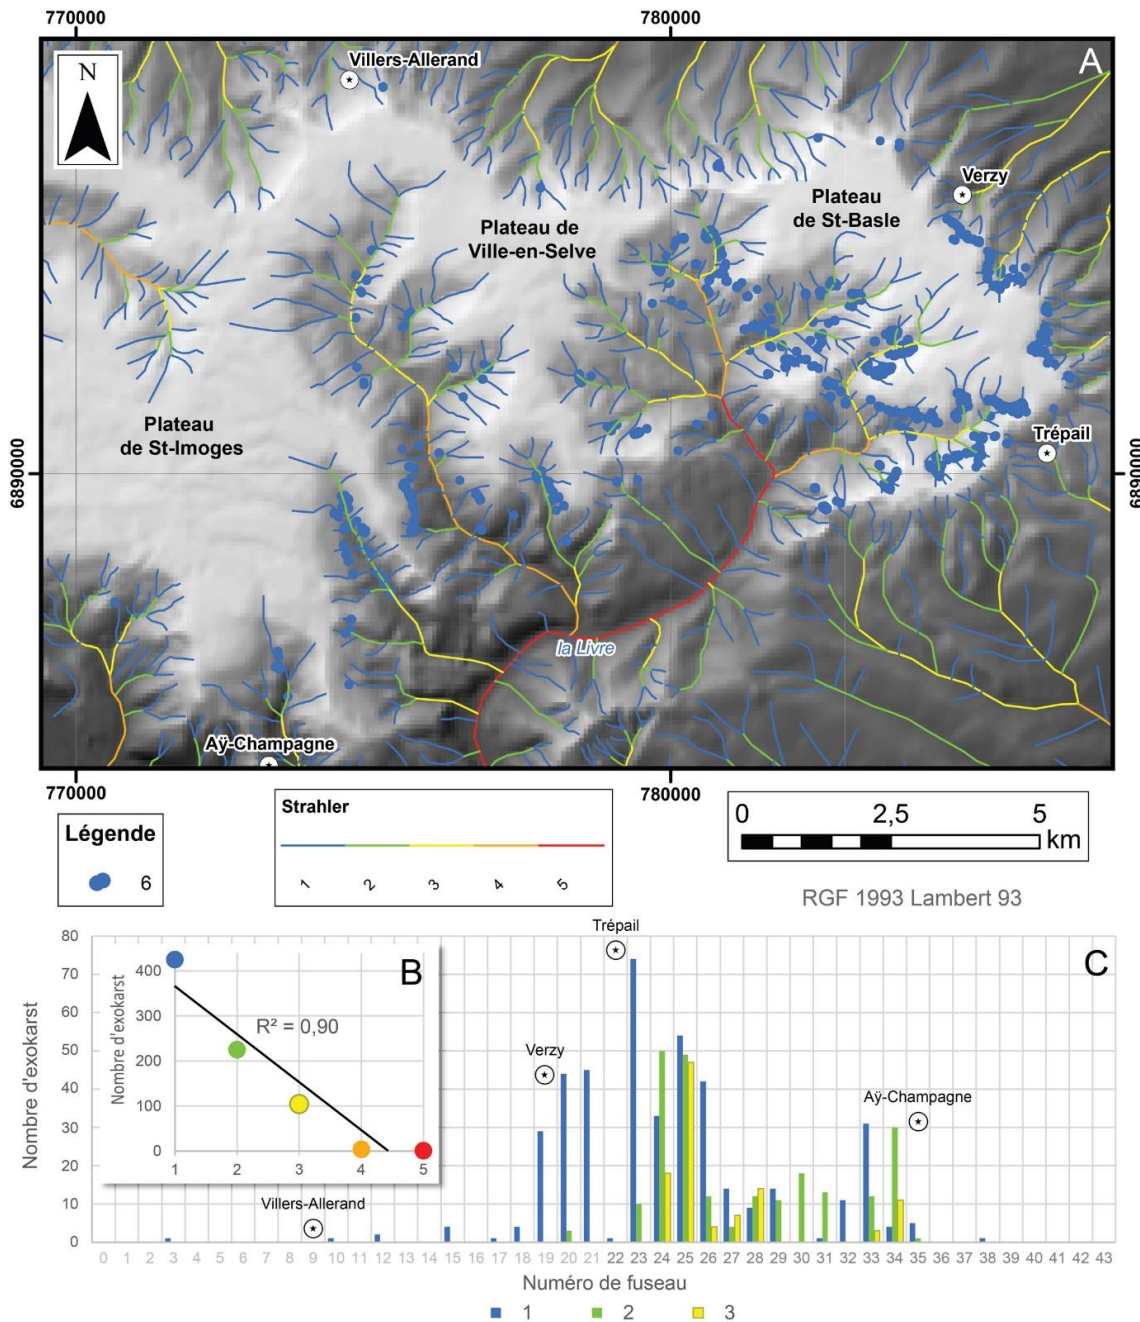 770000
780000
A
N
Villers-Allerand
Verzy
Plateau
de St-Basle
Plateau de
Ville-en-Selve
Plateau
de St-Imoges
Trépail
6890000
6890000
la Livre
Aÿ-Champagne
770000
780000
Légende
6
Strahler
1 2 3 4 5
0 2,5 5
km
RGF 1993 Lambert 93
Nombre d'exokarst
80
70
60
50
40
30
20
10
0
B
Nombre d'exokarst
400
300
200
100
0
R² = 0,90
1 2 3 4 5
C
Trépail
Verzy
Aÿ-Champagne
Villers-Allerand
0 1 2 3 4 5 6 7 8 9 10 11 12 13 14 15 16 17 18 19 20 21 22 23 24 25 26 27 28 29 30 31 32 33 34 35 36 37 38 39 40 41 42 43
Numéro de fuseau
1 2 3